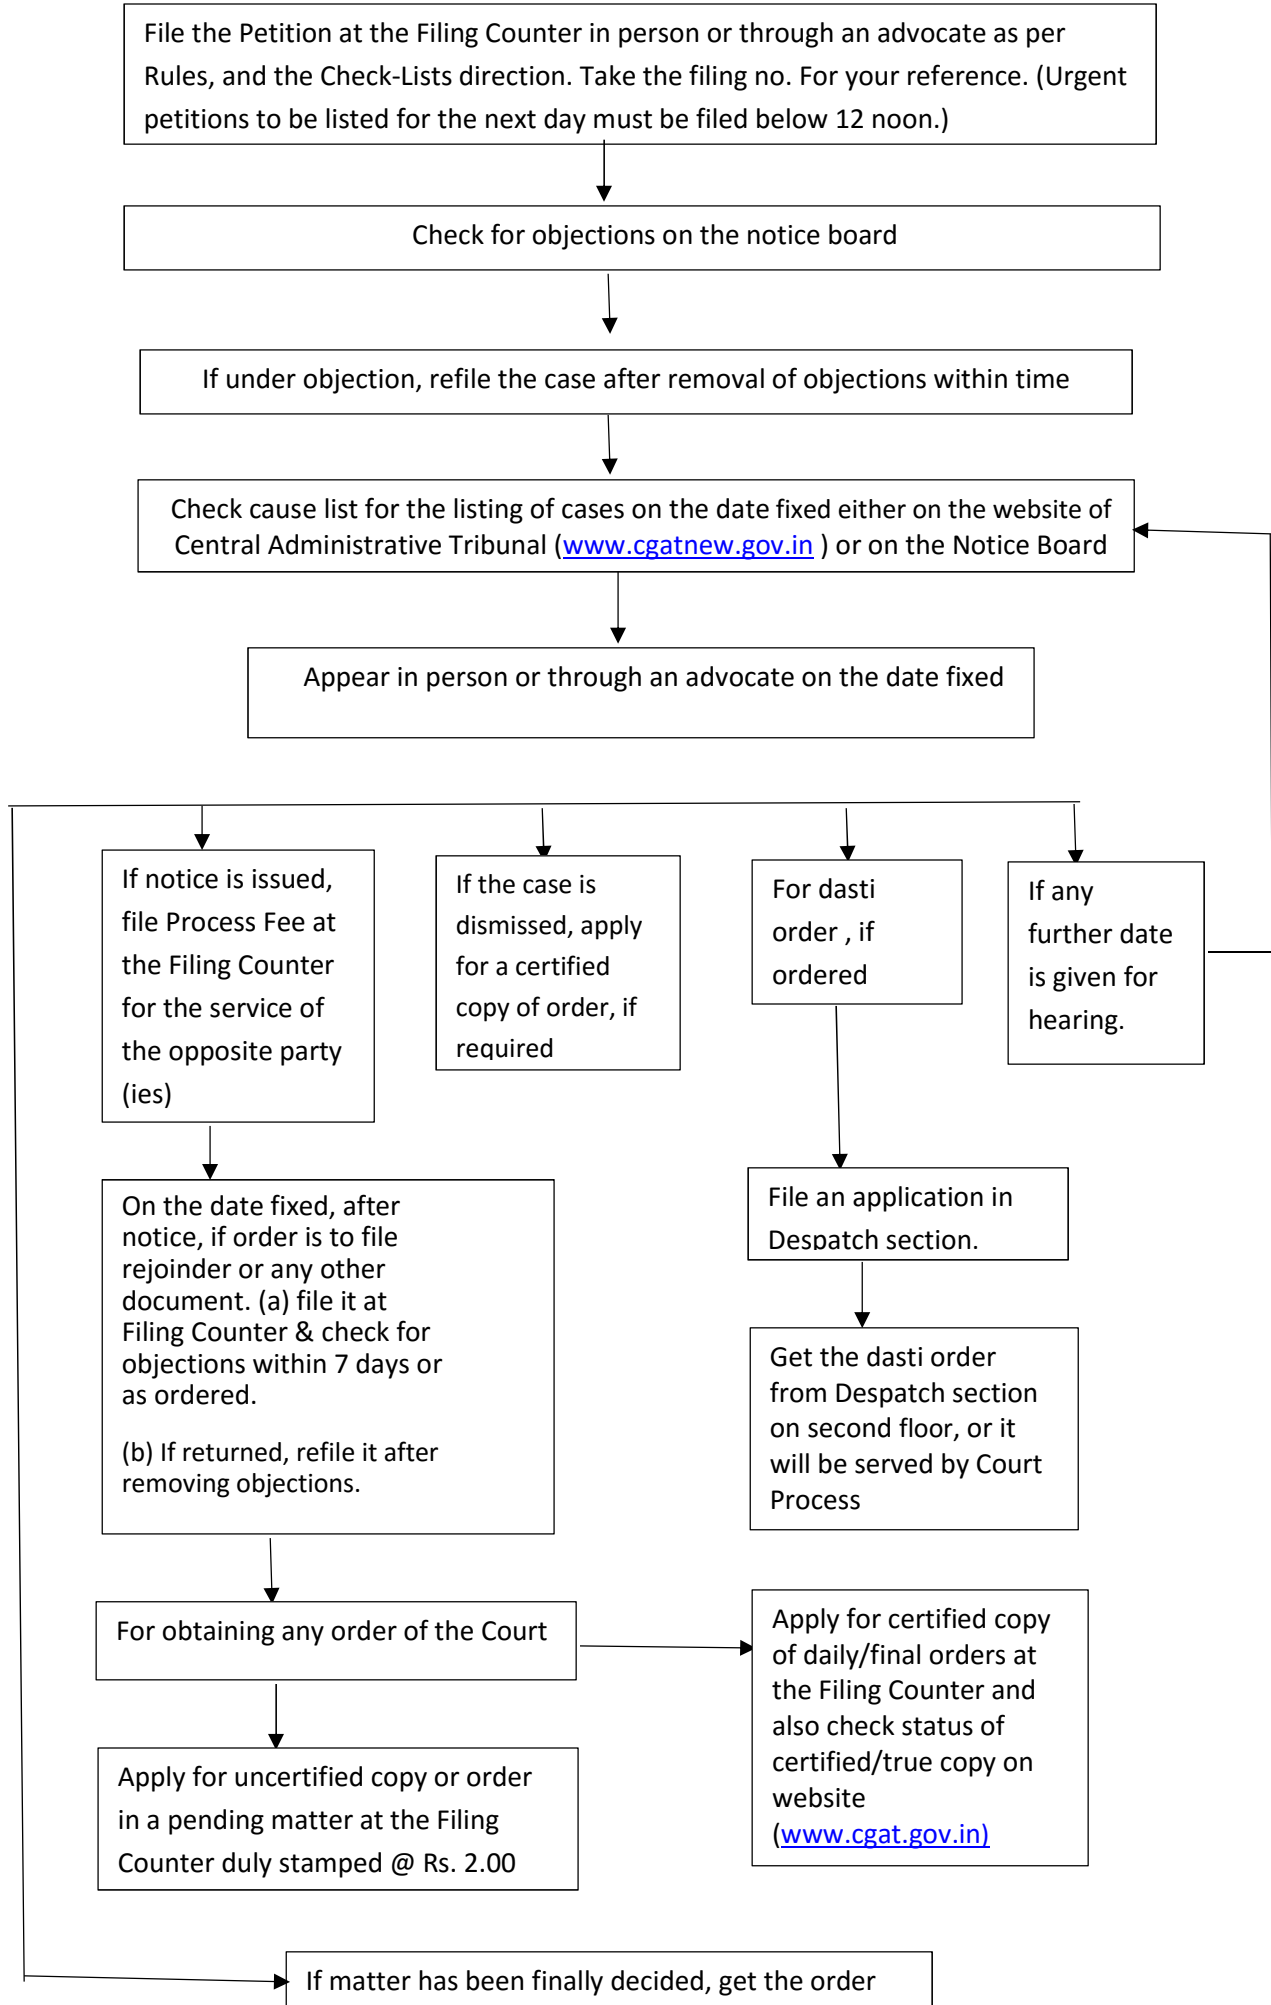 File the Petition at the Filing Counter in person or through an advocate as per
Rules, and the Check-Lists direction. Take the filing no. For your reference. (Urgent
petitions to be listed for the next day must be filed below 12 noon.)
Check for objections on the notice board
If under objection, refile the case after removal of objections within time
Check cause list for the listing of cases on the date fixed either on the website of
Central Administrative Tribunal (www.cgatnew.gov.in ) or on the Notice Board
Appear in person or through an advocate on the date fixed
If notice is issued,
file Process Fee at
the Filing Counter
for the service of
the opposite party
(ies)
If the case is
dismissed, apply
for a certified
copy of order, if
required
For dasti
order , if
ordered
If any
further date
is given for
hearing.
On the date fixed, after
notice, if order is to file
rejoinder or any other
document. (a) file it at
Filing Counter & check for
objections within 7 days or
as ordered.
(b) If returned, refile it after
removing objections.
File an application in
Despatch section.
Get the dasti order
from Despatch section
on second floor, or it
will be served by Court
Process
For obtaining any order of the Court
Apply for certified copy
of daily/final orders at
the Filing Counter and
also check status of
certified/true copy on
website
(www.cgat.gov.in)
Apply for uncertified copy or order
in a pending matter at the Filing
Counter duly stamped @ Rs. 2.00
If matter has been finally decided, get the order